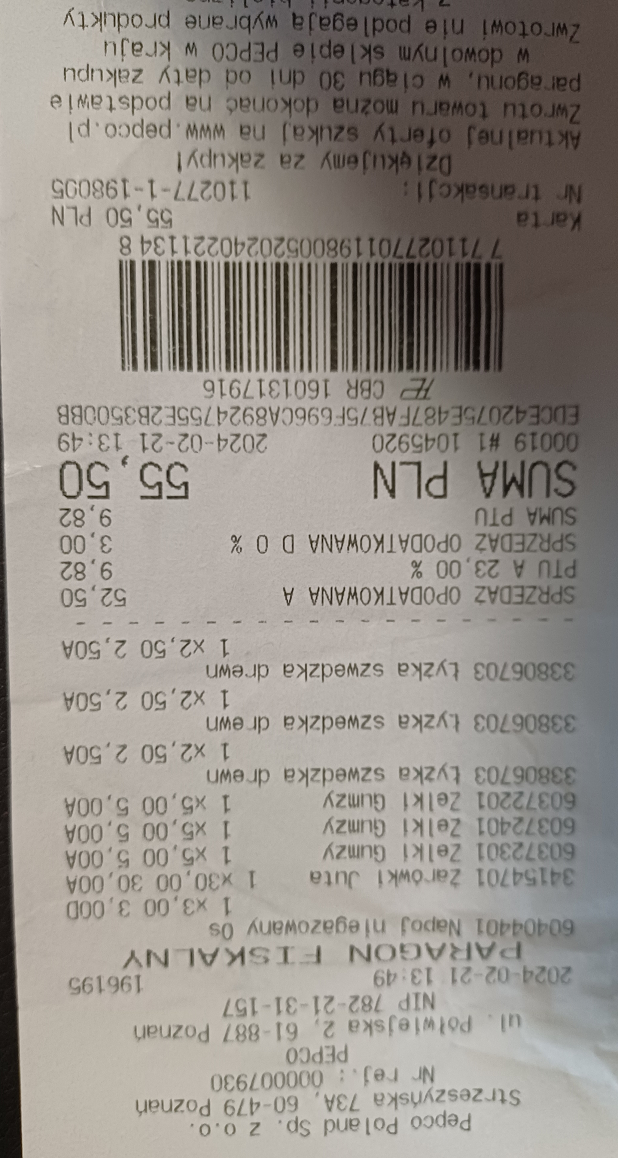 Pepco Poland Sp. z o.o.
Strzeszyńska 73A, 60-479 Poznań
Nr rej.: 000007930
PEPCO
ul. Połwiejska 2, 61-887 Poznań
NIP 782-21-31-157
2024-02-21 13:49 196195
PARAGON FISKALNY
60404401 Napoj niegazowany Os
1 x3,00 3,00D
34154701 Żarówki Juta 1 x30,00 30,00A
60372301 Żelki Gumzy 1 x5,00 5,00A
60372401 Żelki Gumzy 1 x5,00 5,00A
60372201 Żelki Gumzy 1 x5,00 5,00A
33806703 Łyżka szwedzka drewn
1 x2,50 2,50A
33806703 Łyżka szwedzka drewn
1 x2,50 2,50A
33806703 Łyżka szwedzka drewn
1 x2,50 2,50A
SPRZEDAŻ OPODATKOWANA A 52,50
PTU A 23,00 % 9,82
SPRZEDAŻ OPODATKOWANA D 0 % 3,00
SUMA PTU 9,82
SUMA PLN 55,50
00019 #1 1045920 2024-02-21 13:49
EDCE42075E487FAB75F696CA8924755E2B3500BB
CBR 1601317916
7 711027701198005202402211348
Karta 55,50 PLN
Nr transakcji: 110277-1-198005
Dziękujemy za zakupy!
Aktualnej oferty szukaj na www.pepco.pl
Zwrotu towaru można dokonać na podstawie
paragonu, w ciągu 30 dni od daty zakupu
w dowolnym sklepie PEPCO w kraju
Zwrotowi nie podlegają wybrane produkty